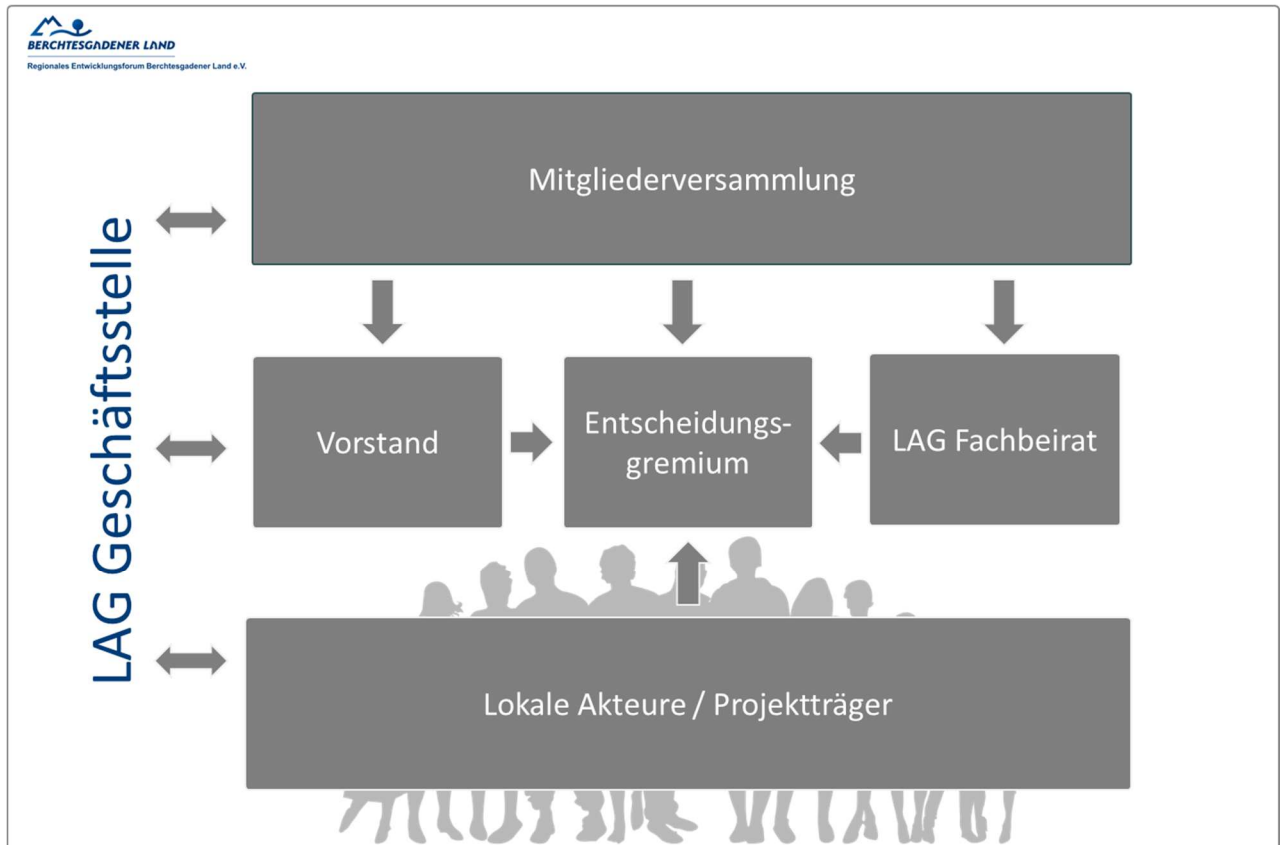 BERCHTESGADENER LAND
Regionales Entwicklungsforum Berchtesgadener Land e.V.
LAG Geschäftsstelle
Mitgliederversammlung
Vorstand
Entscheidungs-
gremium
LAG Fachbeirat
Lokale Akteure / Projektträger